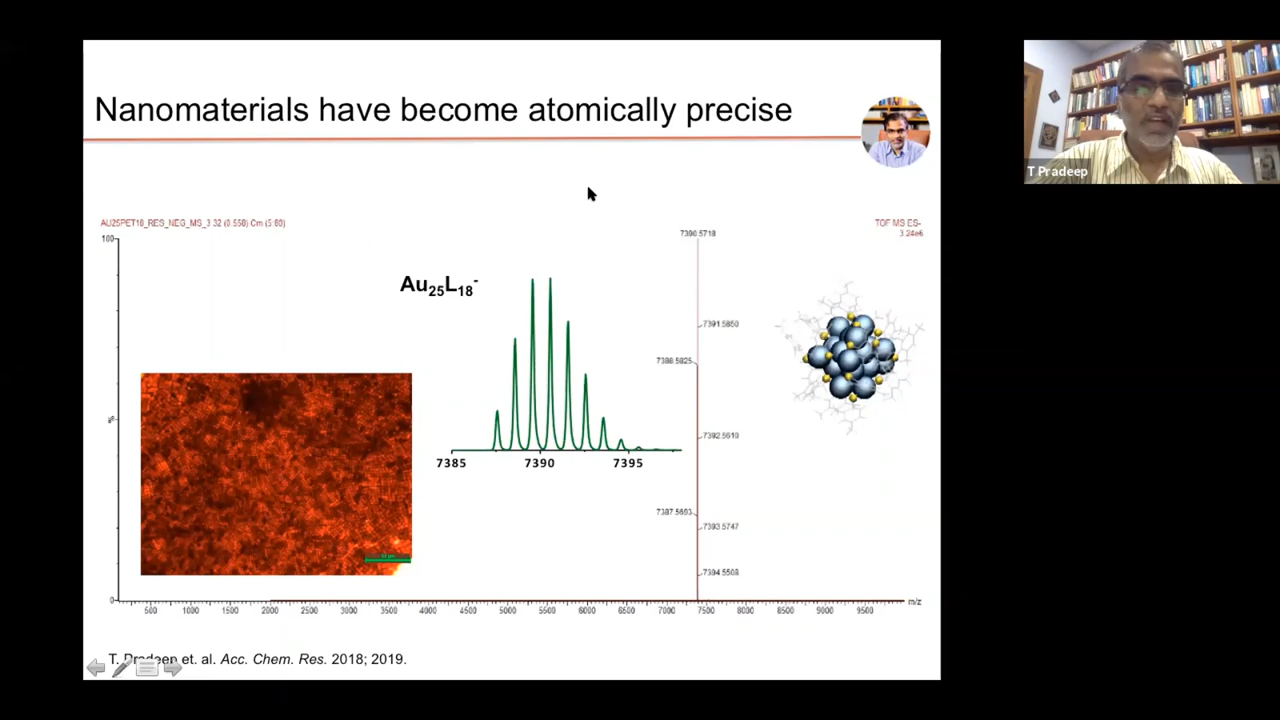 Nanomaterials have become atomically precise
T Pradeep
AU25PET18_RES_NEG_MS_3 32 (0.558) Cm (5:80)
TOF MS ES-
3.24e6
100
%
0
7390.5718
7391.5850
7388.5825
7392.5610
7387.5693
7393.5747
7394.5508
Au25L18-
7385 7390 7395
500 1000 1500 2000 2500 3000 3500 4000 4500 5000 5500 6000 6500 7000 7500 8000 8500 9000 9500 m/z
T. Pradeep et. al. Acc. Chem. Res. 2018; 2019.